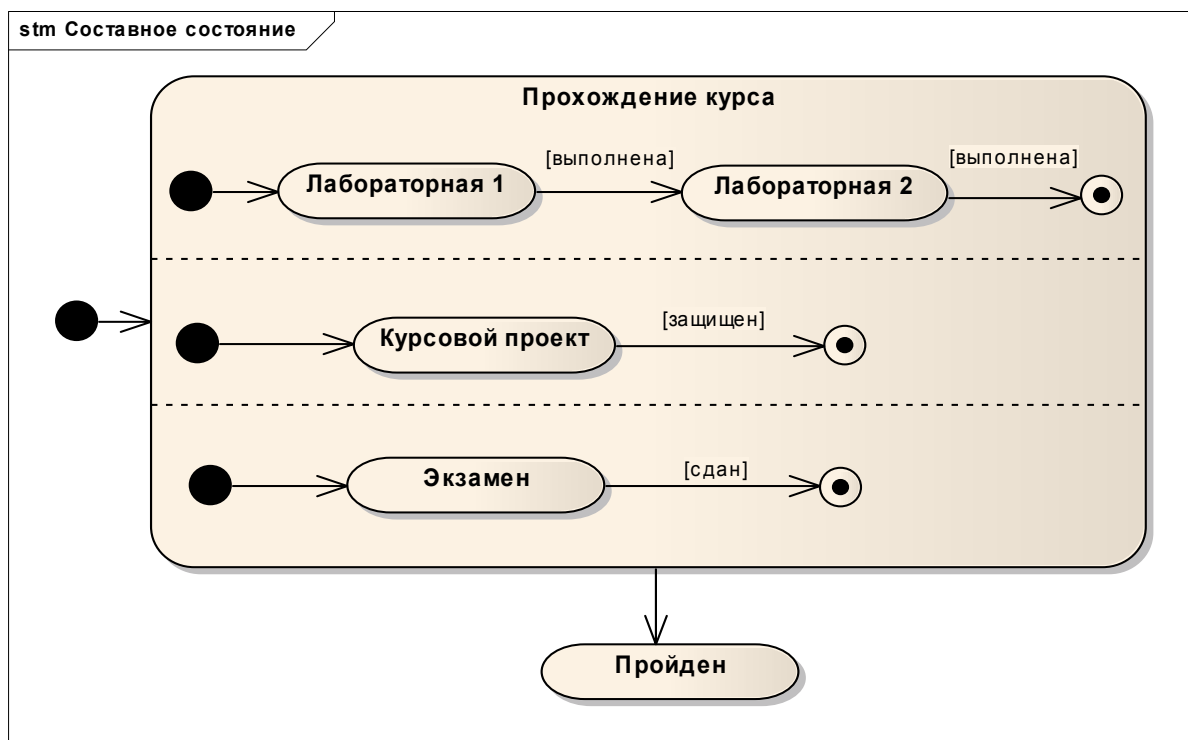 stm Составное состояние
Прохождение курса
[выполнена]
[выполнена]
Лабораторная 1
Лабораторная 2
[защищен]
Курсовой проект
[сдан]
Экзамен
Пройден